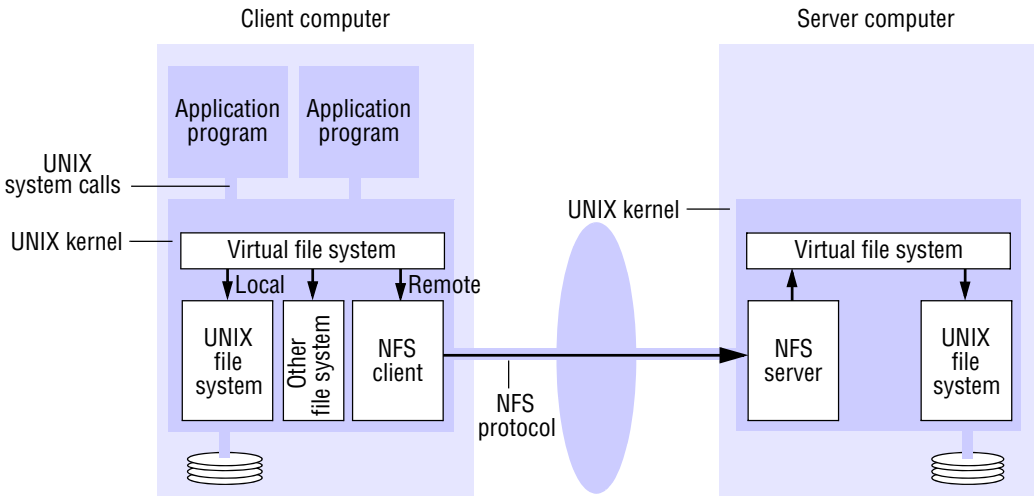 Client computer
Server computer
Application
program
Application
program
UNIX
system calls
UNIX kernel
UNIX kernel
Virtual file system
Virtual file system
Local
Remote
UNIX
file
system
Other
file system
NFS
client
NFS
server
UNIX
file
system
NFS
protocol